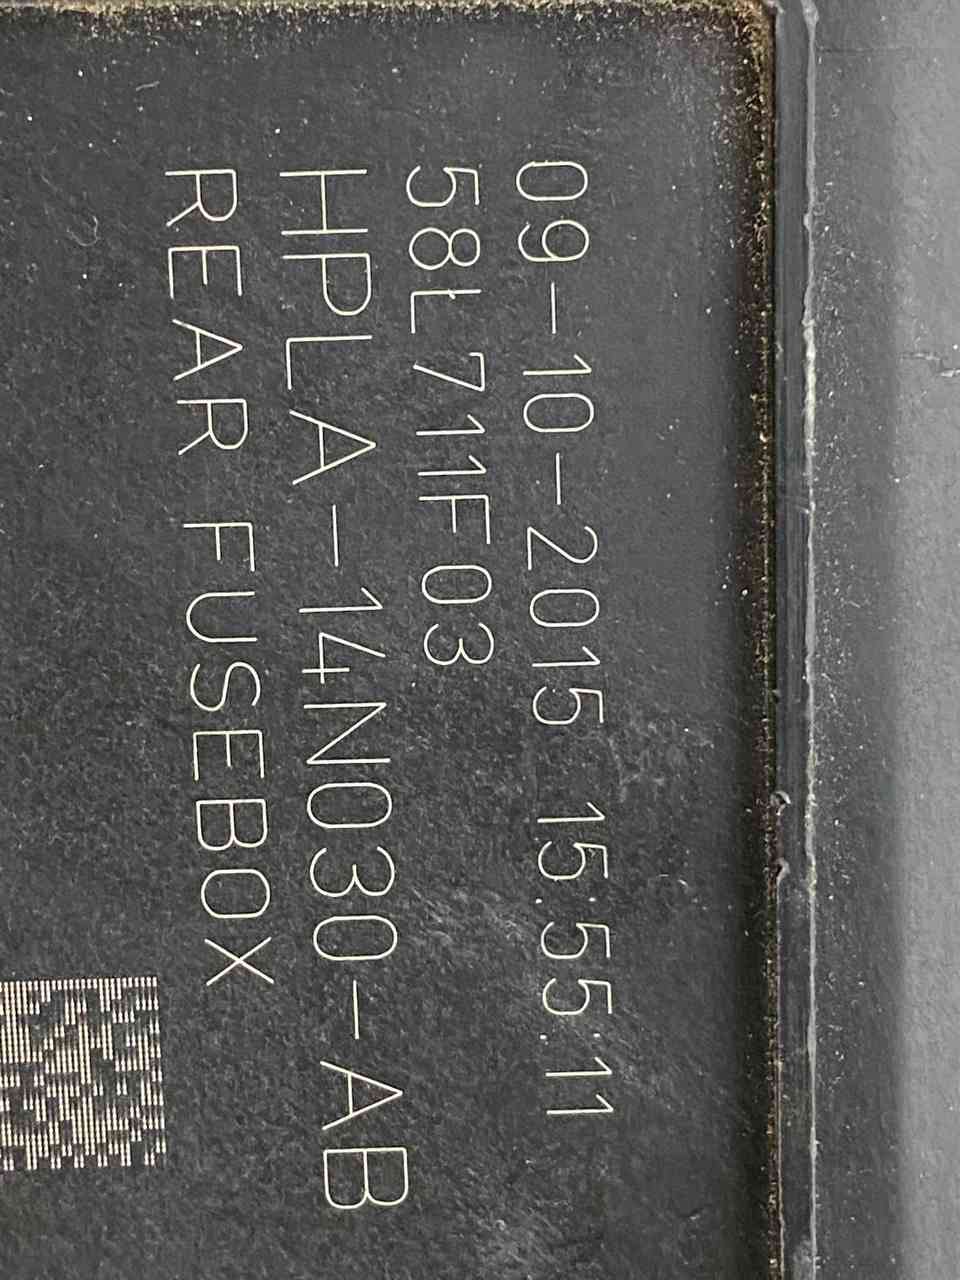 09-10-2015 15:55:11
58L711F03
HPLA-14N030-AB
REAR FUSEBOX